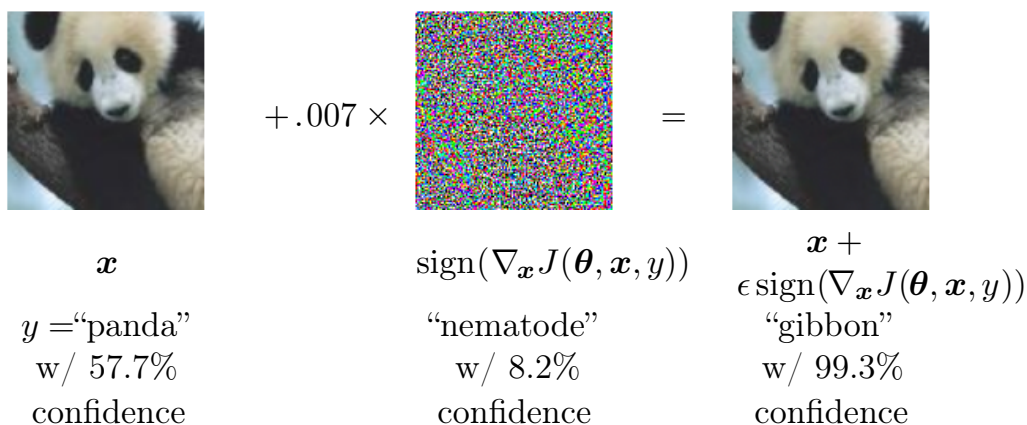 + .007 ×
=
x
sign(∇ₓJ(θ, x, y))
x +
ϵ sign(∇ₓJ(θ, x, y))
y =“panda”
“nematode”
“gibbon”
w/ 57.7%
w/ 8.2%
w/ 99.3%
confidence
confidence
confidence